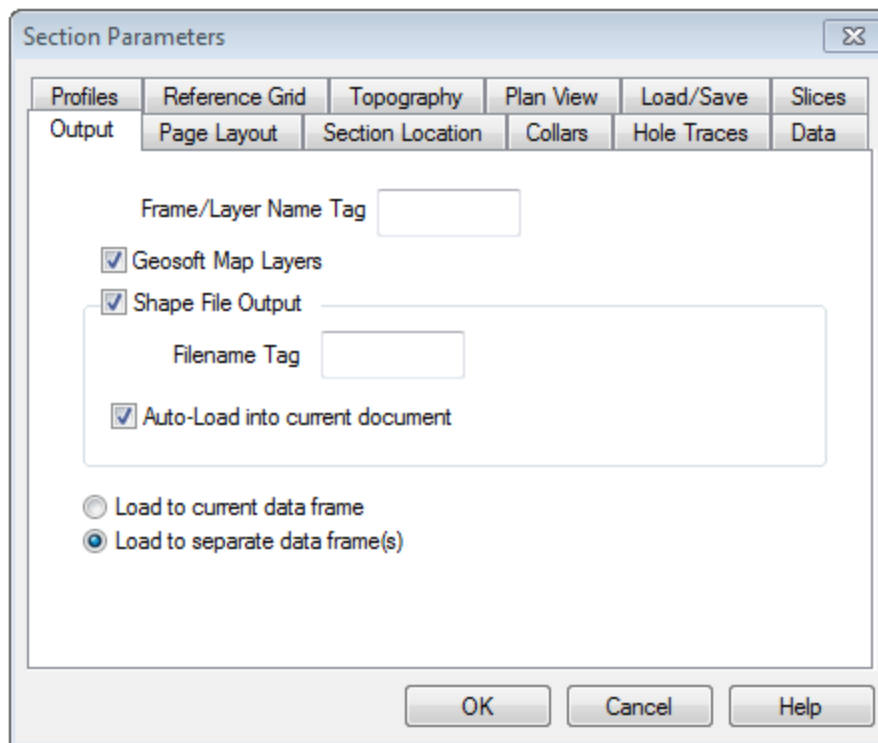 Section Parameters
Profiles Reference Grid Topography Plan View Load/Save Slices
Output Page Layout Section Location Collars Hole Traces Data
Frame/Layer Name Tag
Geosoft Map Layers
Shape File Output
Filename Tag
Auto-Load into current document
Load to current data frame
Load to separate data frame(s)
OK Cancel Help